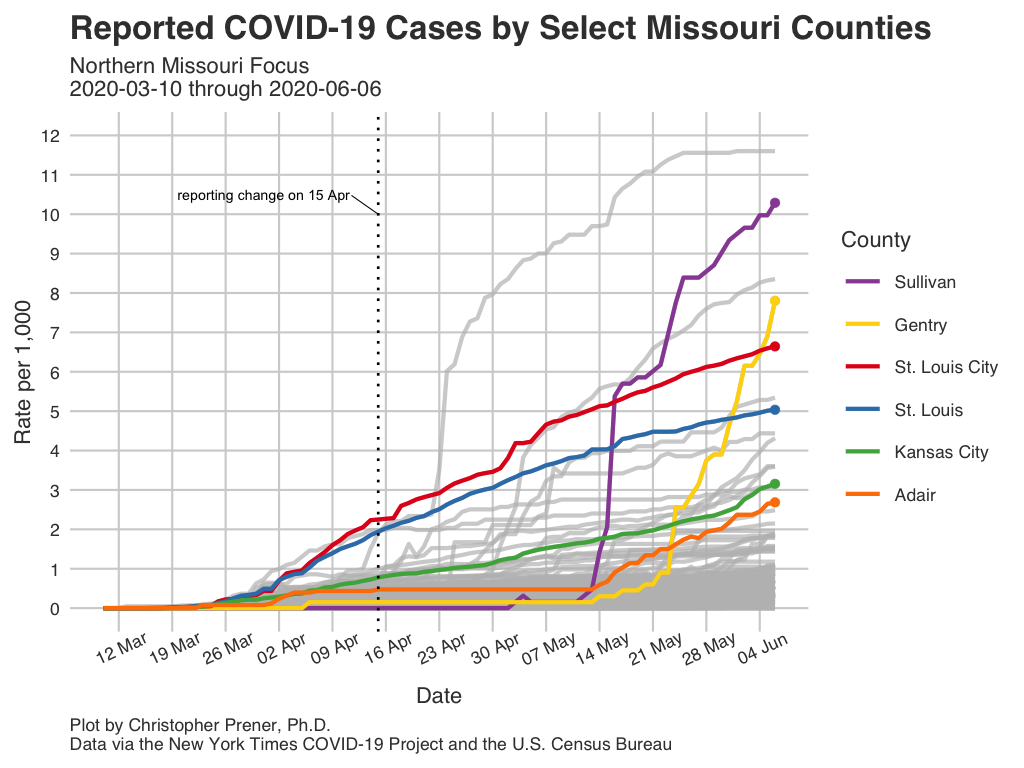 Reported COVID-19 Cases by Select Missouri Counties
Northern Missouri Focus
2020-03-10 through 2020-06-06
12
11
10
9
8
7
6
5
4
3
2
1
0
Rate per 1,000
reporting change on 15 Apr
12 Mar
19 Mar
26 Mar
02 Apr
09 Apr
16 Apr
23 Apr
30 Apr
07 May
14 May
21 May
28 May
04 Jun
Date
County
Sullivan
Gentry
St. Louis City
St. Louis
Kansas City
Adair
Plot by Christopher Prener, Ph.D.
Data via the New York Times COVID-19 Project and the U.S. Census Bureau